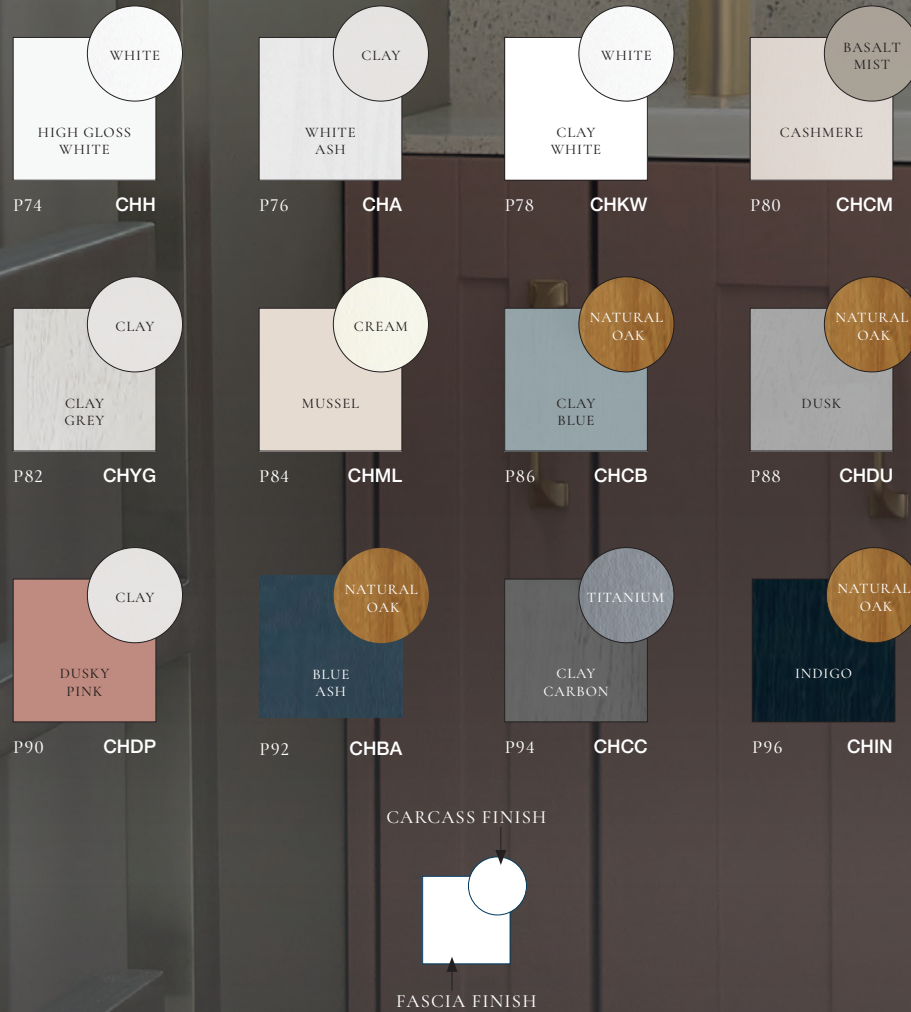 WHITE
HIGH GLOSS
WHITE
P74 CHH
CLAY
WHITE
ASH
P76 CHA
WHITE
CLAY
WHITE
P78 CHKW
BASALT
MIST
CASHMERE
P80 CHCM
CLAY
CLAY
GREY
P82 CHYG
CREAM
MUSSEL
P84 CHML
NATURAL
OAK
CLAY
BLUE
P86 CHCB
NATURAL
OAK
DUSK
P88 CHDU
CLAY
DUSKY
PINK
P90 CHDP
NATURAL
OAK
BLUE
ASH
P92 CHBA
TITANIUM
CLAY
CARBON
P94 CHCC
NATURAL
OAK
INDIGO
P96 CHIN
CARCASS FINISH
FASCIA FINISH